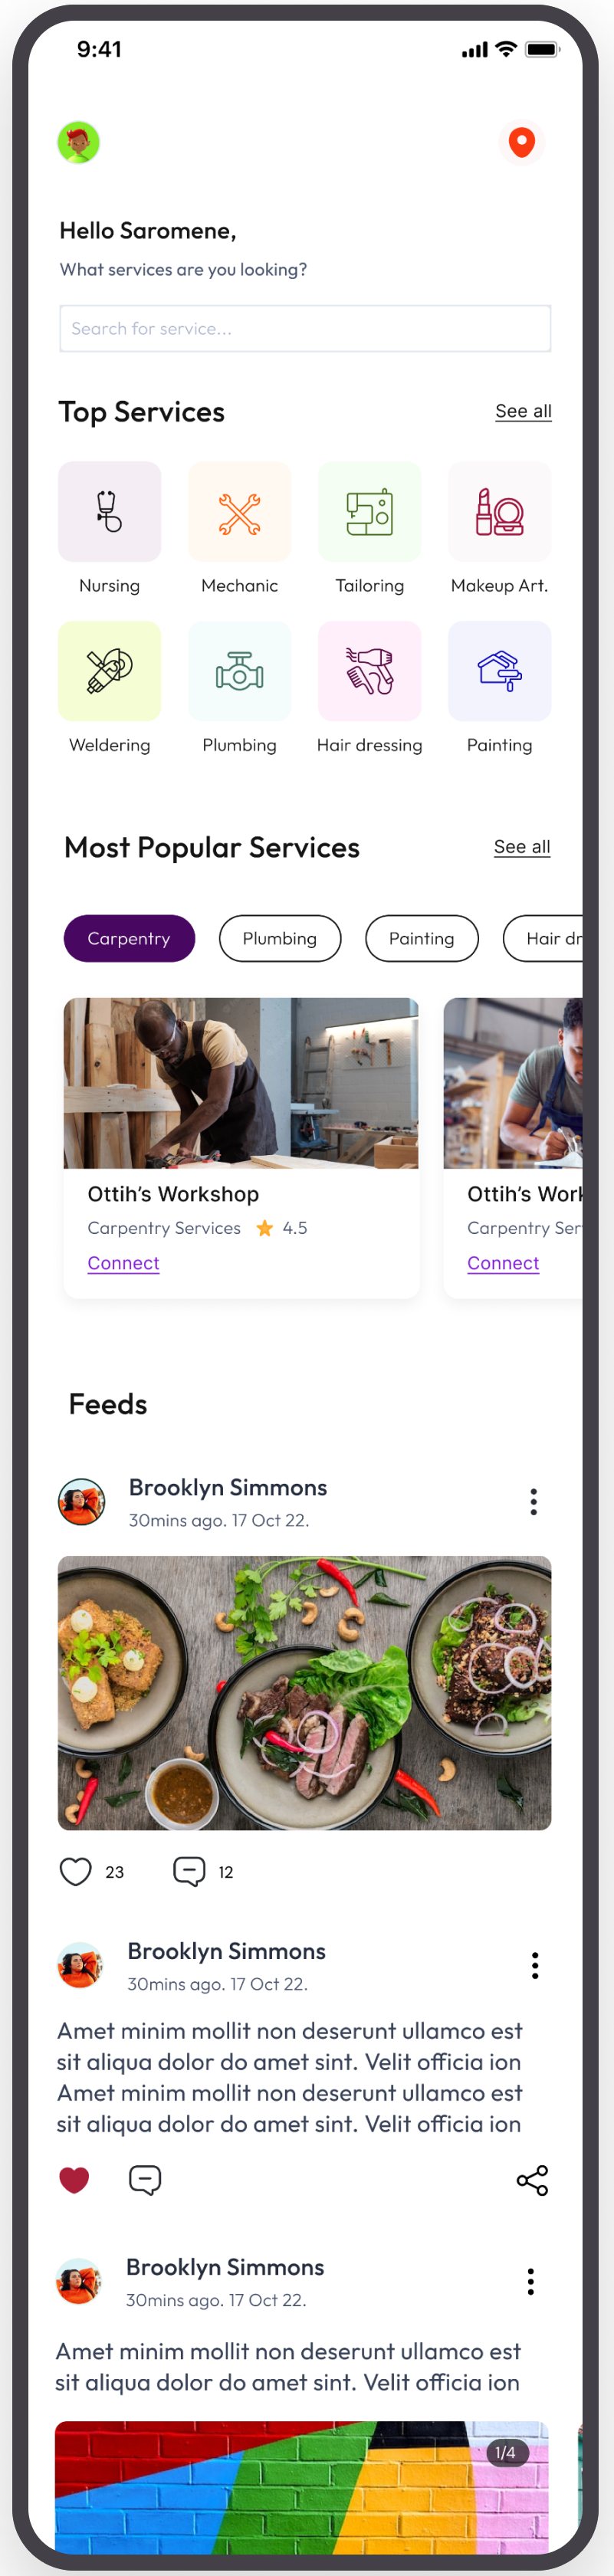 9:41
Hello Saromene,
What services are you looking?
Search for service...
Top Services
See all
Nursing
Mechanic
Tailoring
Makeup Art.
Weldering
Plumbing
Hair dressing
Painting
Most Popular Services
See all
Carpentry
Plumbing
Painting
Hair dr
Ottih’s Workshop
Carpentry Services
4.5
Connect
Ottih’s Work
Carpentry Ser
Connect
Feeds
Brooklyn Simmons
30mins ago. 17 Oct 22.
23
12
Brooklyn Simmons
30mins ago. 17 Oct 22.
Amet minim mollit non deserunt ullamco est
sit aliqua dolor do amet sint. Velit officia ion
Amet minim mollit non deserunt ullamco est
sit aliqua dolor do amet sint. Velit officia ion
Brooklyn Simmons
30mins ago. 17 Oct 22.
Amet minim mollit non deserunt ullamco est
sit aliqua dolor do amet sint. Velit officia ion
1/4